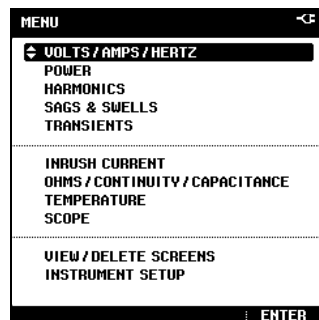 MENU
VOLTS/AMPS/HERTZ
POWER
HARMONICS
SAGS & SWELLS
TRANSIENTS
INRUSH CURRENT
OHMS/CONTINUITY/CAPACITANCE
TEMPERATURE
SCOPE
VIEW/DELETE SCREENS
INSTRUMENT SETUP
ENTER